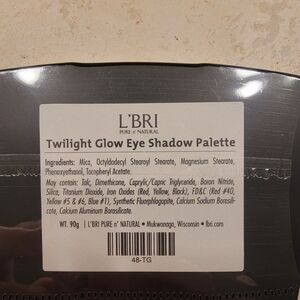 L'BRI
PURE n' NATURAL
Twilight Glow Eye Shadow Palette
Ingredients: Mica, Octyldodecyl Stearoyl Stearate, Magnesium Stearate,
Phenoxyethanol, Tocopheryl Acetate.
May contain: Talc, Dimethicone, Caprylic/Capric Triglyceride, Boron Nitride,
Silica, Titanium Dioxide, Iron Oxides (Red, Yellow, Black), FD&C (Red #40,
Yellow #5 & #6, Blue #1), Synthetic Fluorphlogopite, Calcium Sodium Borosili-
cate, Calcium Aluminum Borosilicate.
WT. 90g | L'BRI PURE n' NATURAL • Mukwonago, Wisconsin • lbri.com
48-TG